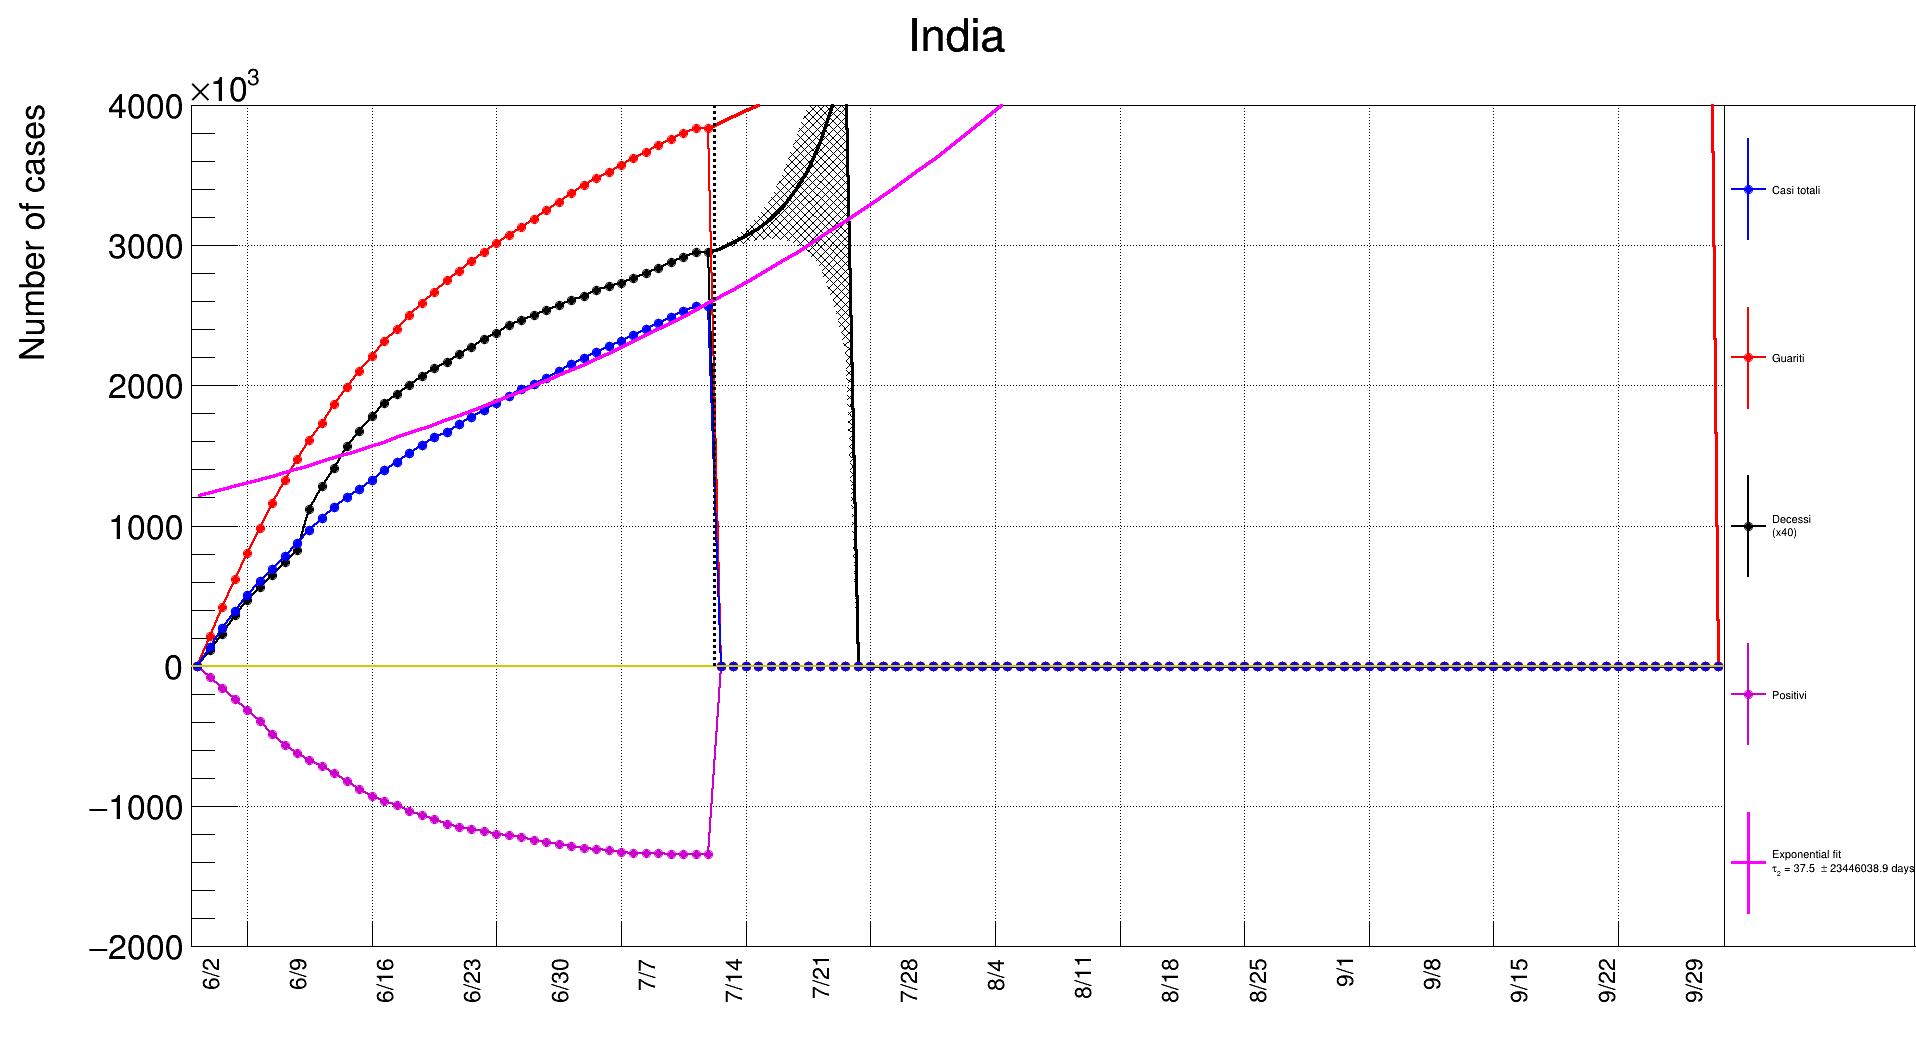 India
×10³
Number of cases
4000
3000
2000
1000
0
−1000
−2000
6/2
6/9
6/16
6/23
6/30
7/7
7/14
7/21
7/28
8/4
8/11
8/18
8/25
9/1
9/8
9/15
9/22
9/29
Casi totali
Guariti
Decessi
(x40)
Positivi
Exponential fit
τ₂ = 37.5 ± 23446038.9 days